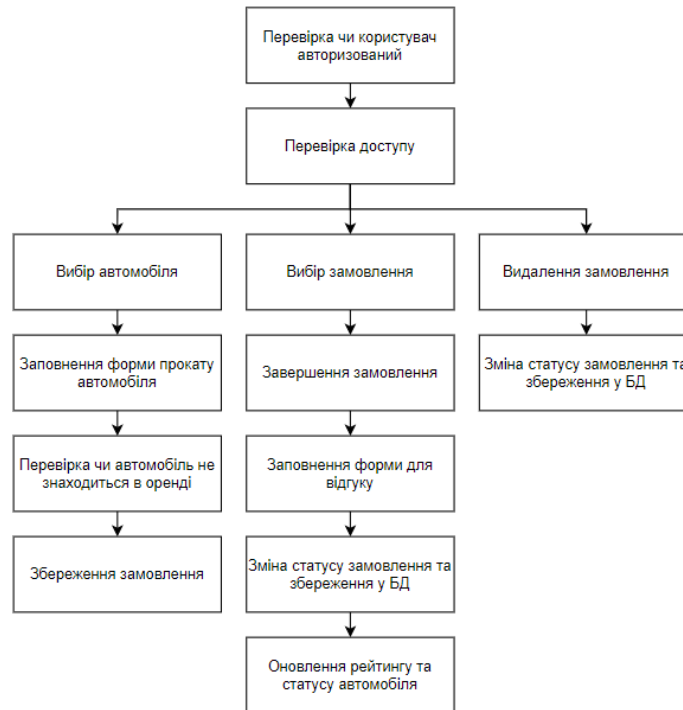 Перевірка чи користувач
авторизований
Перевірка доступу
Вибір автомобіля
Вибір замовлення
Видалення замовлення
Заповнення форми прокату
автомобіля
Завершення замовлення
Зміна статусу замовлення та
збереження у БД
Перевірка чи автомобіль не
знаходиться в оренді
Заповнення форми для
відгуку
Збереження замовлення
Зміна статусу замовлення та
збереження у БД
Оновлення рейтингу та
статусу автомобіля